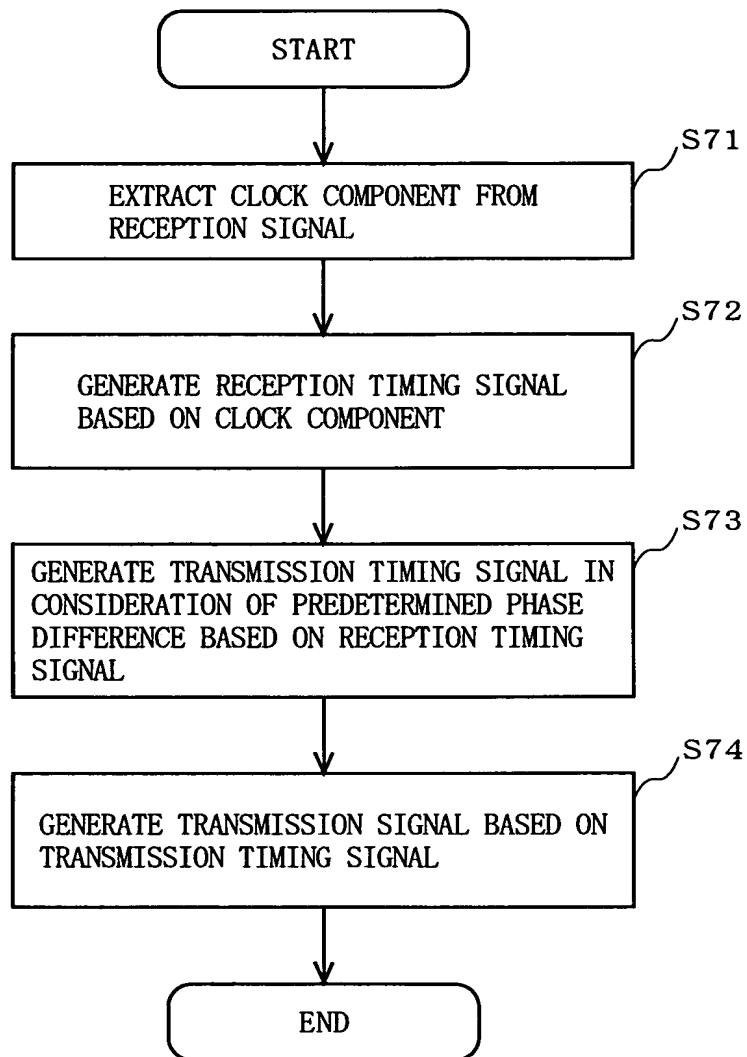 START
S71
EXTRACT CLOCK COMPONENT FROM
RECEPTION SIGNAL
S72
GENERATE RECEPTION TIMING SIGNAL
BASED ON CLOCK COMPONENT
S73
GENERATE TRANSMISSION TIMING SIGNAL IN
CONSIDERATION OF PREDETERMINED PHASE
DIFFERENCE BASED ON RECEPTION TIMING
SIGNAL
S74
GENERATE TRANSMISSION SIGNAL BASED ON
TRANSMISSION TIMING SIGNAL
END